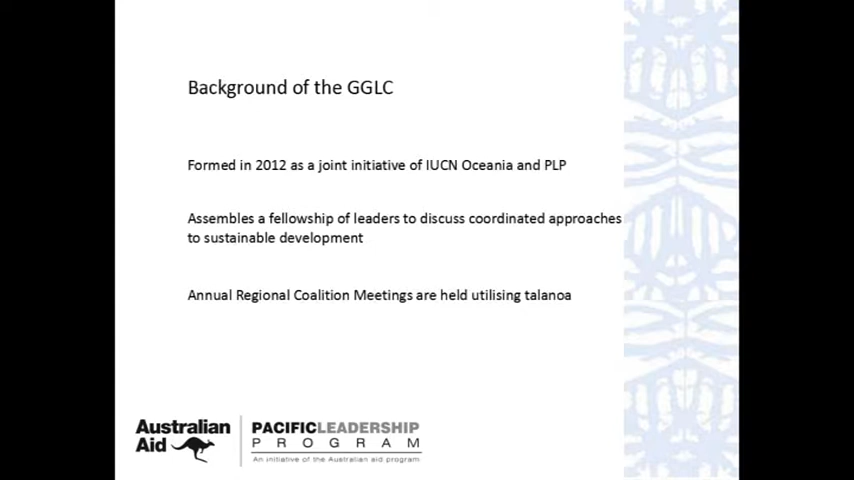 Background of the GGLC
Formed in 2012 as a joint initiative of IUCN Oceania and PLP
Assembles a fellowship of leaders to discuss coordinated approaches
to sustainable development
Annual Regional Coalition Meetings are held utilising talanoa
Australian
Aid
PACIFICLEADERSHIP
PROGRAM
An initiative of the Australian aid program